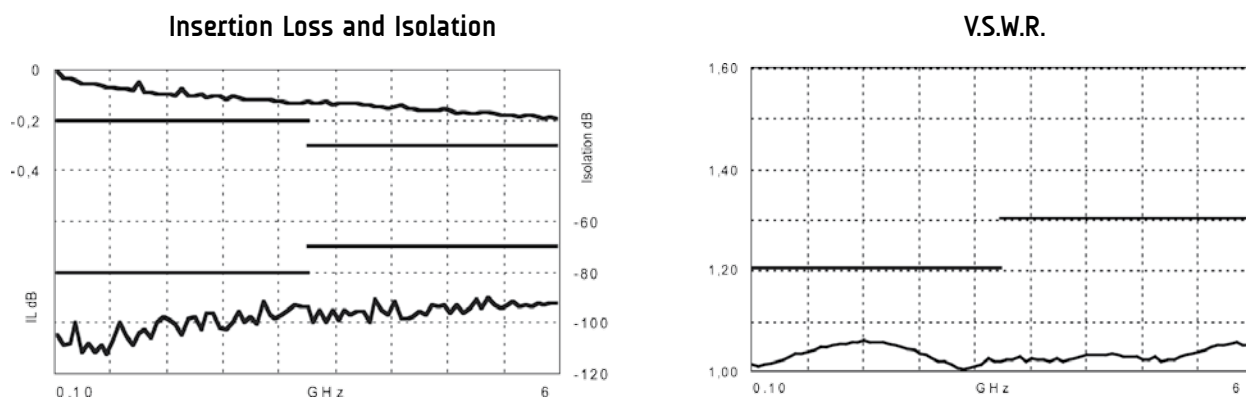 Insertion Loss and Isolation
0
-0,2
-0,4
IL dB
Isolation dB
-60
-80
-100
-120
0.10 GHz 6
V.S.W.R.
1,60
1,40
1,20
1,00
0.10 GHz 6